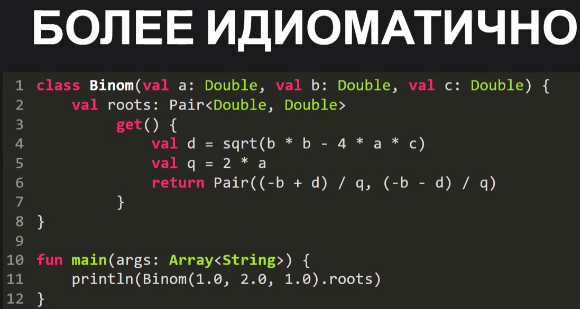 БОЛЕЕ ИДИОМАТИЧНО
1 class Binom(val a: Double, val b: Double, val c: Double) {
2     val roots: Pair<Double, Double>
3          get() {
4              val d = sqrt(b * b - 4 * a * c)
5              val q = 2 * a
6              return Pair((-b + d) / q, (-b - d) / q)
7          }
8 }
9
10 fun main(args: Array<String>) {
11     println(Binom(1.0, 2.0, 1.0).roots)
12 }